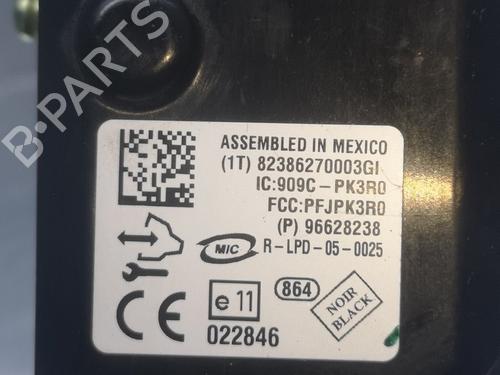 B-PARTS
ASSEMBLED IN MEXICO
(1T) 82386270003GI
IC:909C-PK3R0
FCC:PFJPK3R0
(P) 96628238
MIC R-LPD-05-0025
CE e 11 864 NOIR
BLACK
022846